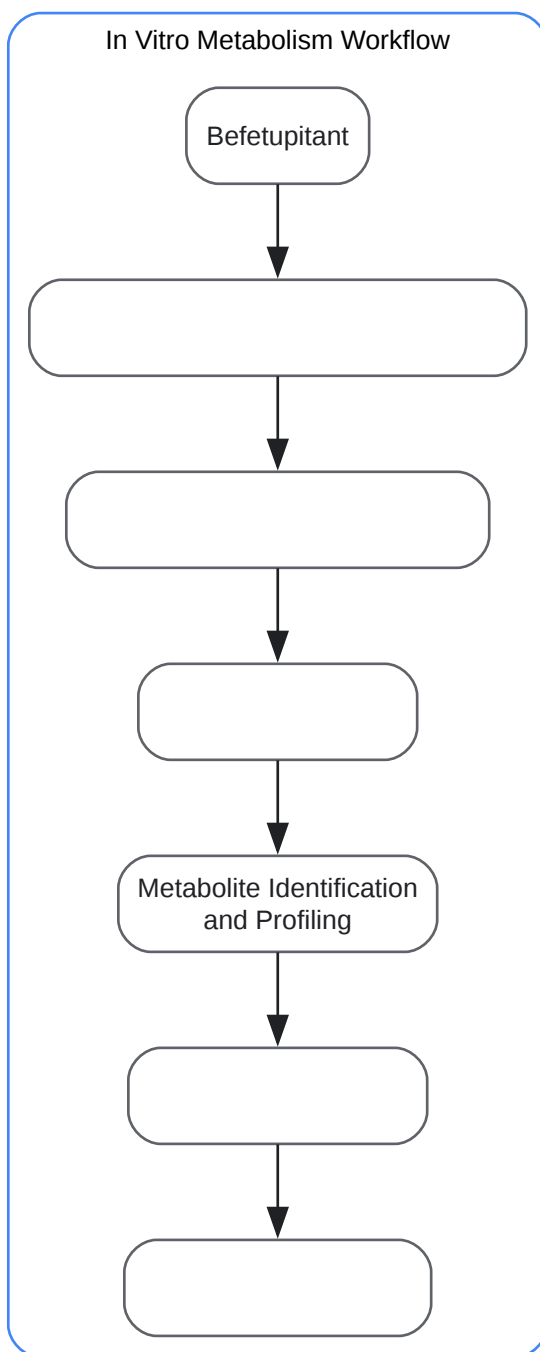 In Vitro Metabolism Workflow
Befetupitant
Metabolite Identification
and Profiling